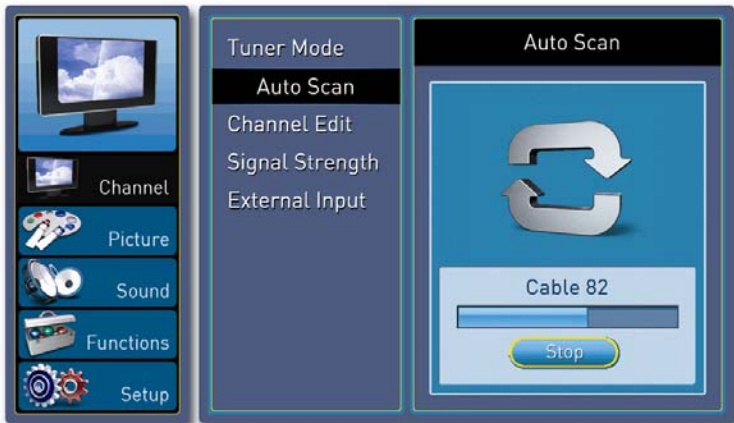 Channel
Picture
Sound
Functions
Setup
Tuner Mode
Auto Scan
Channel Edit
Signal Strength
External Input
Auto Scan
Cable 82
Stop